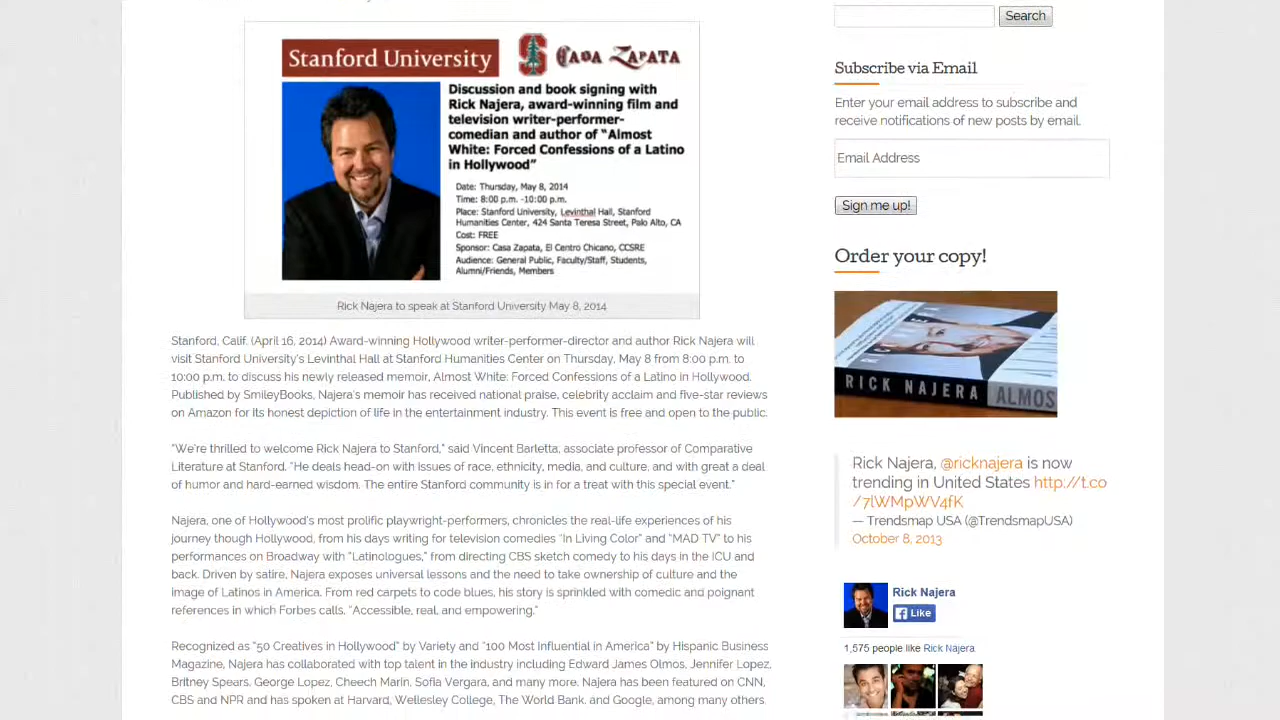 Stanford University
Casa Zapata
Discussion and book signing with
Rick Najera, award-winning film and
television writer-performer-
comedian and author of "Almost
White: Forced Confessions of a Latino
in Hollywood"
Date: Thursday, May 8, 2014
Time: 8:00 p.m. -10:00 p.m.
Place: Stanford University, Levinthal Hall, Stanford
Humanities Center, 424 Santa Teresa Street, Palo Alto, CA
Cost: FREE
Sponsor: Casa Zapata, El Centro Chicano, CCSRE
Audience: General Public, Faculty/Staff, Students,
Alumni/Friends, Members
Rick Najera to speak at Stanford University May 8, 2014
Stanford, Calif. (April 16, 2014) Award-winning Hollywood writer-performer-director and author Rick Najera will
visit Stanford University's Levinthal Hall at Stanford Humanities Center on Thursday, May 8 from 8:00 p.m. to
10:00 p.m. to discuss his newly released memoir, Almost White: Forced Confessions of a Latino in Hollywood.
Published by SmileyBooks, Najera's memoir has received national praise, celebrity acclaim and five-star reviews
on Amazon for its honest depiction of life in the entertainment industry. This event is free and open to the public.
"We're thrilled to welcome Rick Najera to Stanford," said Vincent Barletta, associate professor of Comparative
Literature at Stanford. "He deals head-on with issues of race, ethnicity, media, and culture, and with great a deal
of humor and hard-earned wisdom. The entire Stanford community is in for a treat with this special event."
Najera, one of Hollywood's most prolific playwright-performers, chronicles the real-life experiences of his
journey though Hollywood, from his days writing for television comedies "In Living Color" and "MAD TV" to his
performances on Broadway with "Latinologues," from directing CBS sketch comedy to his days in the ICU and
back. Driven by satire, Najera exposes universal lessons and the need to take ownership of culture and the
image of Latinos in America. From red carpets to code blues, his story is sprinkled with comedic and poignant
references in which Forbes calls, "Accessible, real, and empowering."
Recognized as "50 Creatives in Hollywood" by Variety and "100 Most Influential in America" by Hispanic Business
Magazine, Najera has collaborated with top talent in the industry including Edward James Olmos, Jennifer Lopez,
Britney Spears, George Lopez, Cheech Marin, Sofia Vergara, and many more. Najera has been featured on CNN,
CBS and NPR and has spoken at Harvard, Wellesley College, The World Bank, and Google, among many others.
Search
Subscribe via Email
Enter your email address to subscribe and
receive notifications of new posts by email.
Email Address
Sign me up!
Order your copy!
RICK NAJERA ALMOS
Rick Najera, @ricknajera is now
trending in United States http://t.co
/7lWMpWV4fK
— Trendsmap USA (@TrendsmapUSA)
October 8, 2013
Rick Najera
Like
1,575 people like Rick Najera